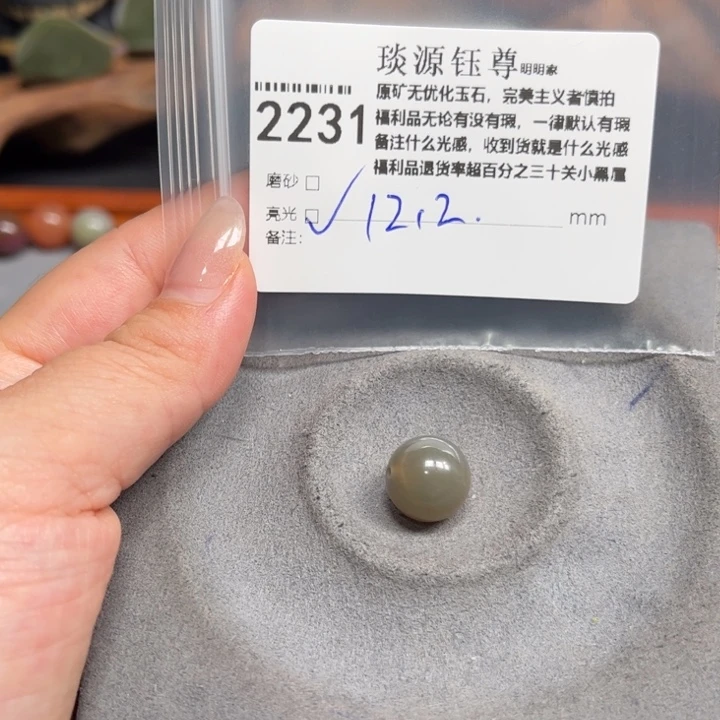 琰源钰尊明明家
原矿无优化玉石，完美主义者慎拍
福利品无论有没有瑕，一律默认有瑕
备注什么光感，收到货就是什么光感
福利品退货率超百分之三十关小黑屋
2231
磨砂 □
亮光 □ ✓ 12.2. mm
备注：